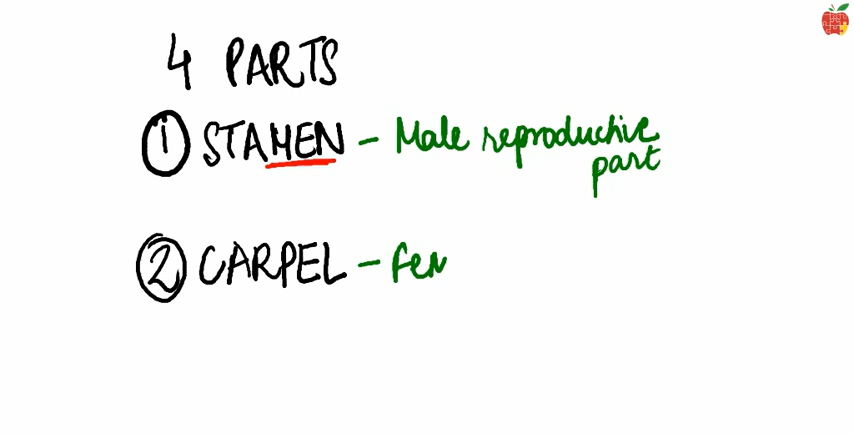 4 PARTS
① STAMEN - Male reproductive
part
② CARPEL - Fem